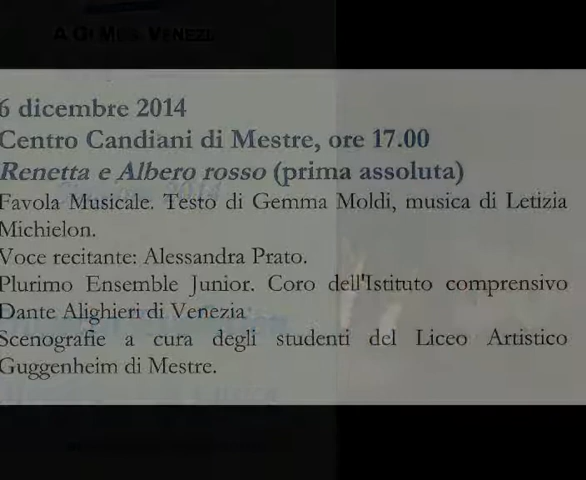 6 dicembre 2014
Centro Candiani di Mestre, ore 17.00
Renetta e Albero rosso (prima assoluta)
Favola Musicale. Testo di Gemma Moldi, musica di Letizia
Michielon.
Voce recitante: Alessandra Prato.
Plurimo Ensemble Junior. Coro dell'Istituto comprensivo
Dante Alighieri di Venezia
Scenografie a cura degli studenti del Liceo Artistico
Guggenheim di Mestre.